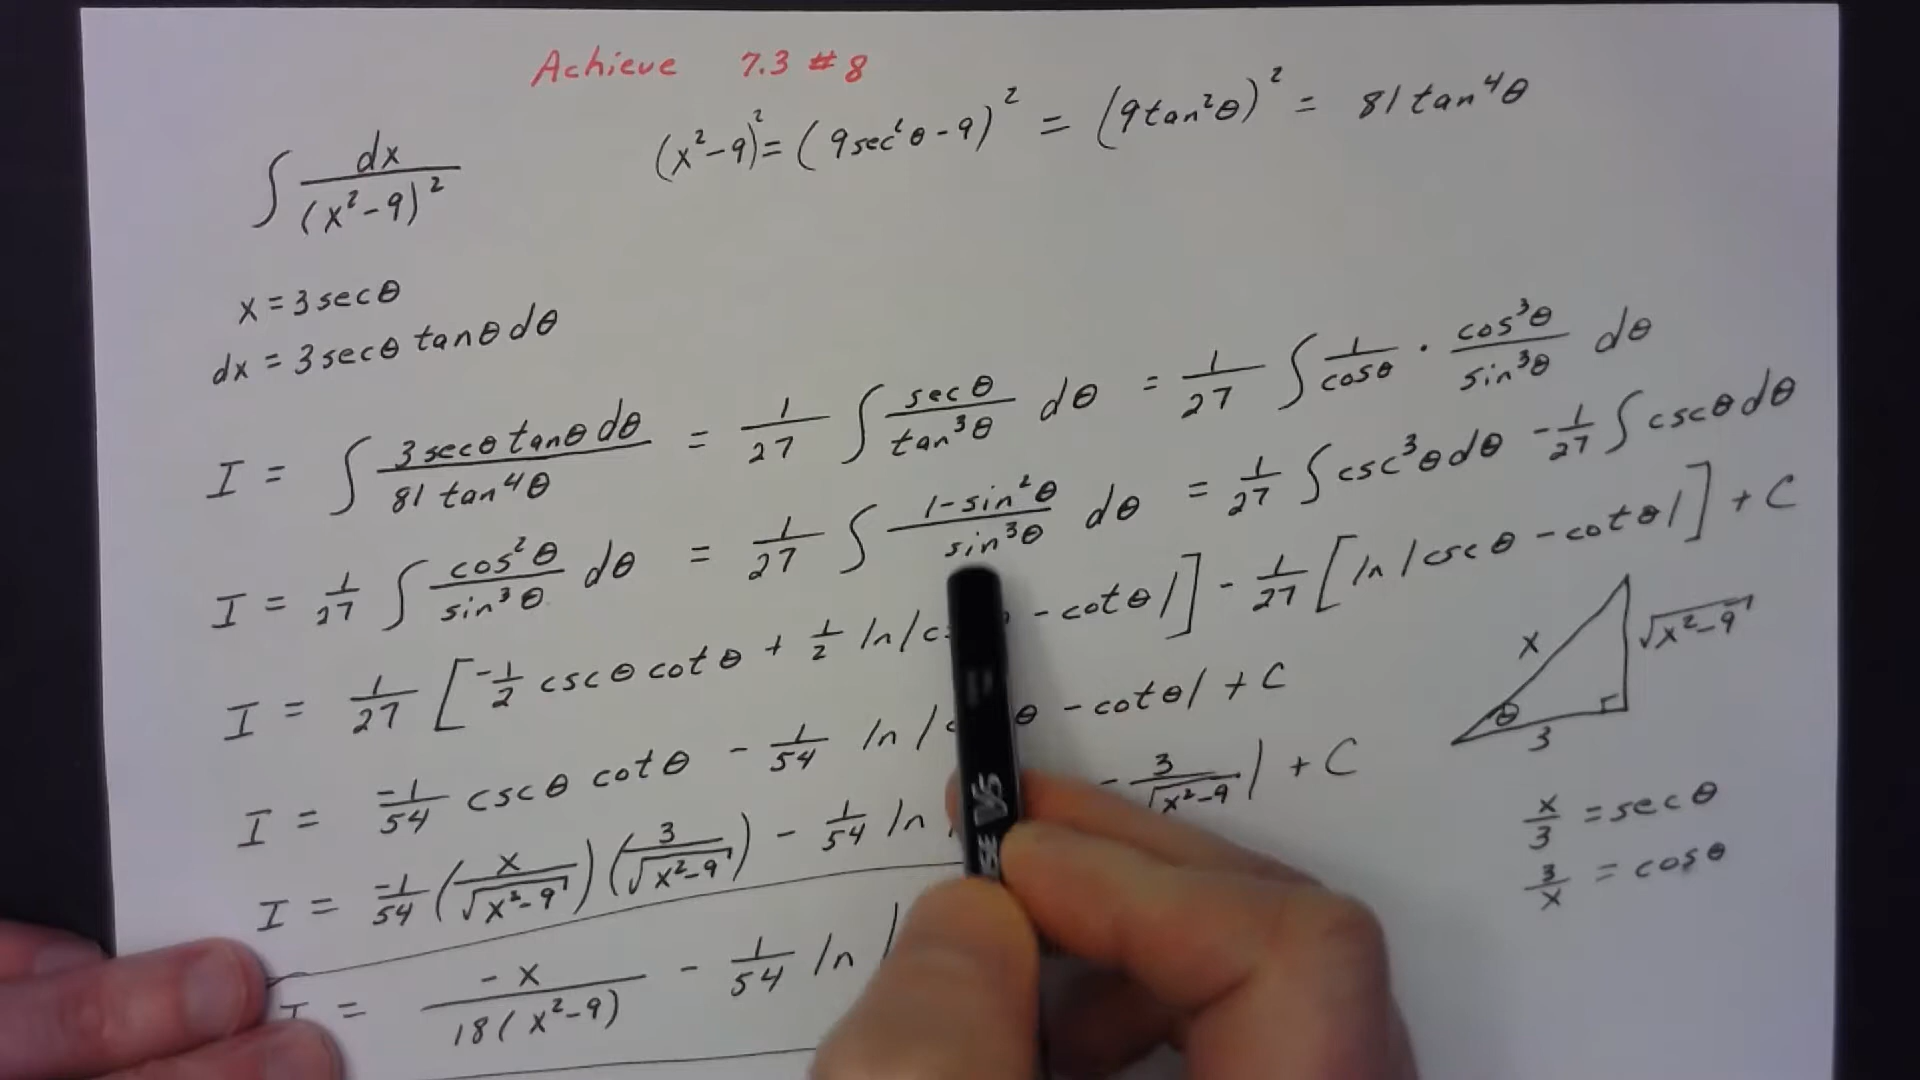 Achieve 7.3 #8
∫ dx/(x²-9)²
(x²-9)² = (9sec²θ-9)² = (9tan²θ)² = 81tan⁴θ
x = 3secθ
dx = 3secθ tanθ dθ
I = ∫ 3secθtanθdθ/81tan⁴θ = 1/27 ∫ secθ/tan³θ dθ = 1/27 ∫ 1/cosθ · cos³θ/sin³θ dθ
I = 1/27 ∫ cos²θ/sin³θ dθ = 1/27 ∫ 1-sin²θ/sin³θ dθ = 1/27 ∫ csc³θdθ - 1/27 ∫ cscθdθ
I = 1/27 [-1/2 cscθcotθ + 1/2 ln|c - cotθ|] - 1/27 [ln|cscθ - cotθ|] + C
I = -1/54 cscθ cotθ - 1/54 ln|c θ - cotθ| + C
I = -1/54 (x/√x²-9)(3/√x²-9) - 1/54 ln - 3/√x²-9| + C
I = -x/18(x²-9) - 1/54 ln|
x
√x²-9
θ
3
x/3 = secθ
3/x = cosθ
SE V5